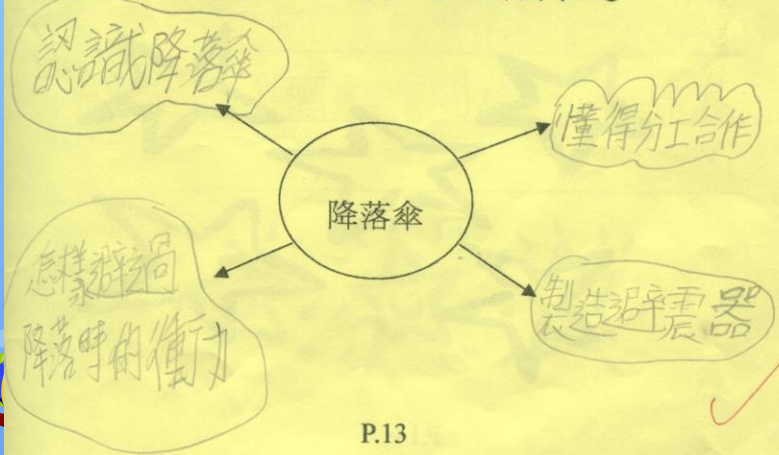 認識降落傘
懂得分工合作
降落傘
怎樣避過
降落時的衝力
製造避震器
P.13